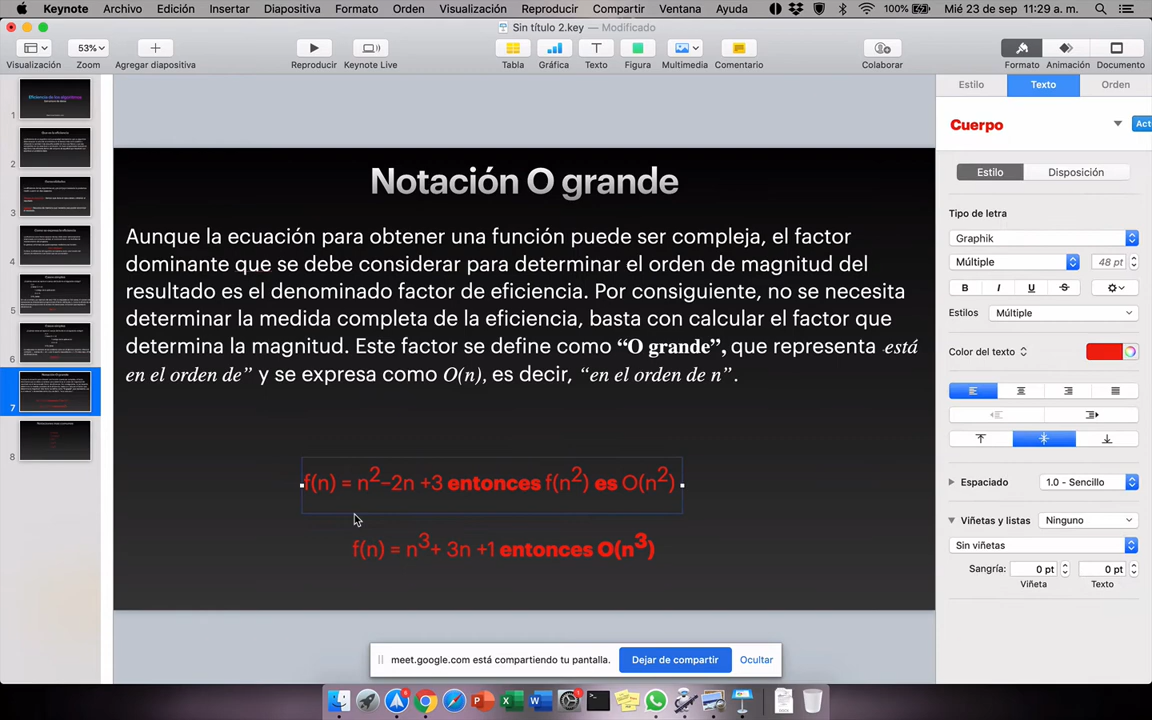 Keynote Archivo Edición Insertar Diapositiva Formato Orden Visualización Reproducir Compartir Ventana Ayuda 100% Mié 23 de sep 11:29 a. m.
Sin título 2.key — Modificado
53%
Visualización Zoom Agregar diapositiva Reproducir Keynote Live Tabla Gráfica Texto Figura Multimedia Comentario Colaborar Formato Animación Documento
Estilo Texto Orden
Cuerpo Act
Estilo Disposición
Tipo de letra
Graphik
Múltiple 48 pt
B I U S
Estilos Múltiple
Color del texto
Espaciado 1.0 - Sencillo
Viñetas y listas Ninguno
Sin viñetas
Sangría: 0 pt 0 pt
Viñeta Texto
1
2
3
4
5
6
7
8
Notación O grande
Aunque la ecuación para obtener una función puede ser compleja, el factor
dominante que se debe considerar para determinar el orden de magnitud del
resultado es el denominado factor de eficiencia. Por consiguiente, no se necesita
determinar la medida completa de la eficiencia, basta con calcular el factor que
determina la magnitud. Este factor se define como “O grande”, que representa está
en el orden de” y se expresa como O(n), es decir, “en el orden de n”.
f(n) = n²−2n +3 entonces f(n²) es O(n²)
f(n) = n³+ 3n +1 entonces O(n³)
meet.google.com está compartiendo tu pantalla. Dejar de compartir Ocultar